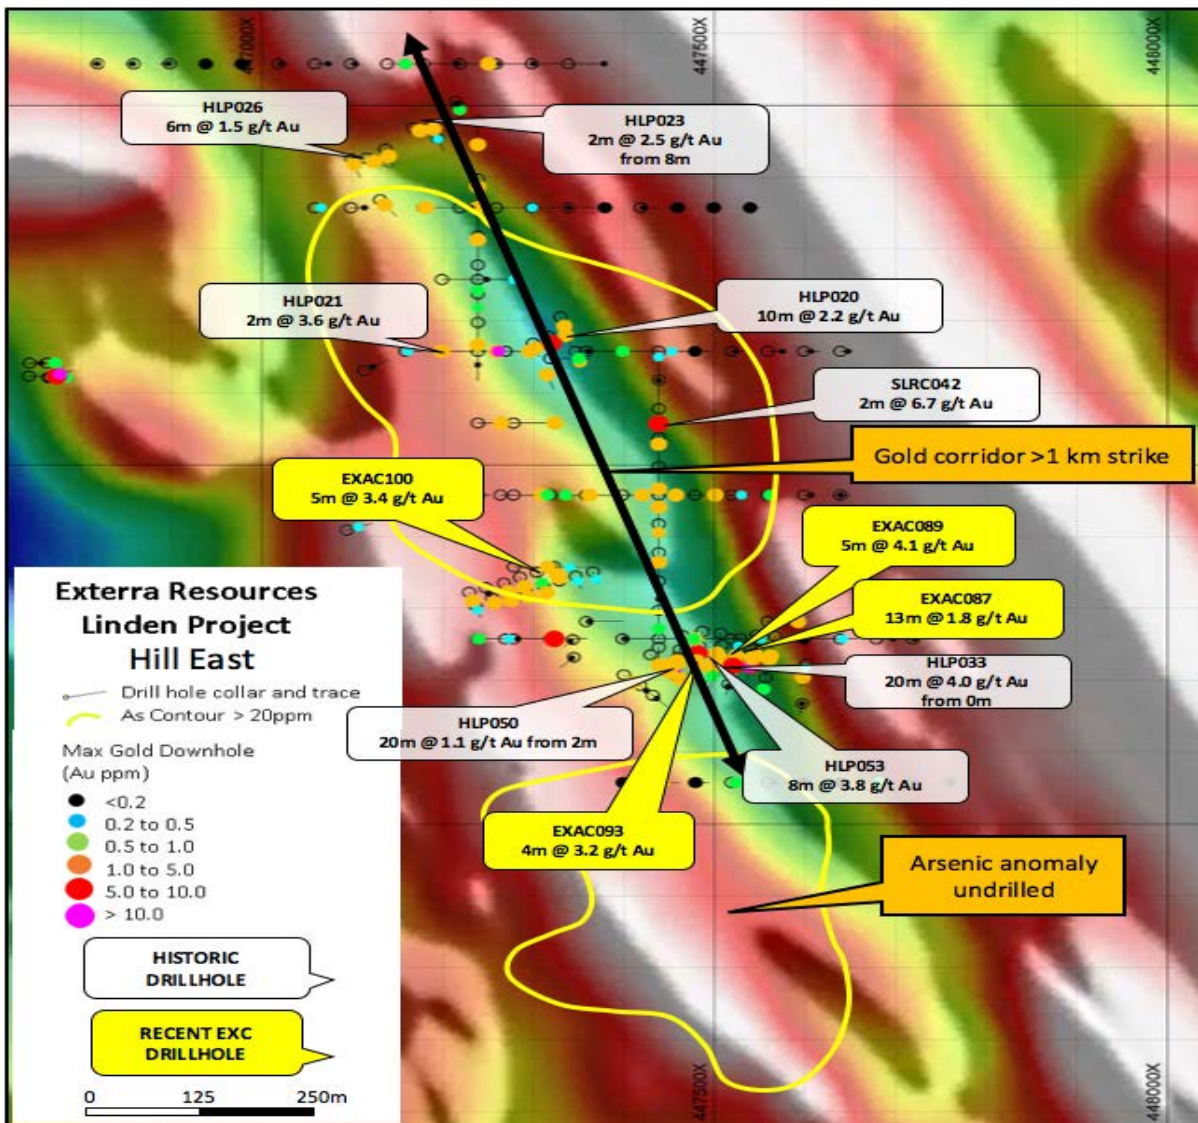 447000X
447500X
448000X
HLP026
6m @ 1.5 g/t Au
HLP023
2m @ 2.5 g/t Au
from 8m
HLP021
2m @ 3.6 g/t Au
HLP020
10m @ 2.2 g/t Au
SLRC042
2m @ 6.7 g/t Au
Gold corridor >1 km strike
EXAC100
5m @ 3.4 g/t Au
EXAC089
5m @ 4.1 g/t Au
EXAC087
13m @ 1.8 g/t Au
HLP033
20m @ 4.0 g/t Au
from 0m
HLP050
20m @ 1.1 g/t Au from 2m
HLP053
8m @ 3.8 g/t Au
EXAC093
4m @ 3.2 g/t Au
Arsenic anomaly
undrilled
Exterra Resources
Linden Project
Hill East
Drill hole collar and trace
As Contour > 20ppm
Max Gold Downhole
(Au ppm)
<0.2
0.2 to 0.5
0.5 to 1.0
1.0 to 5.0
5.0 to 10.0
> 10.0
HISTORIC
DRILLHOLE
RECENT EXC
DRILLHOLE
0 125 250m
447500X
448000X